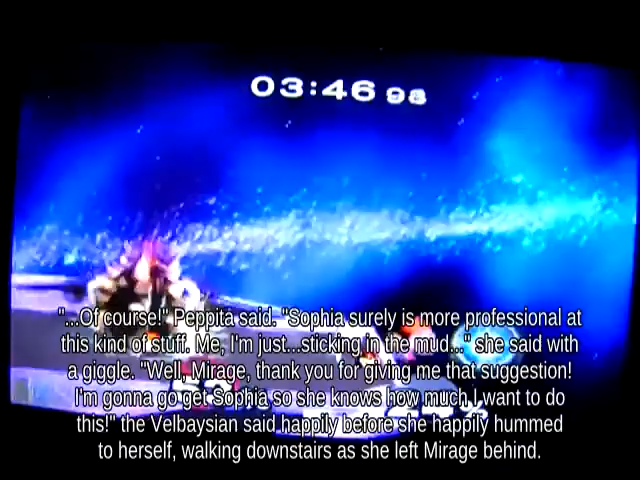 03:46 98
"...Of course!" Peppita said. "Sophia surely is more professional at
this kind of stuff. Me, I'm just...sticking in the mud..." she said with
a giggle. "Well, Mirage, thank you for giving me that suggestion!
I'm gonna go get Sophia so she knows how much I want to do
this!" the Velbaysian said happily before she happily hummed
to herself, walking downstairs as she left Mirage behind.